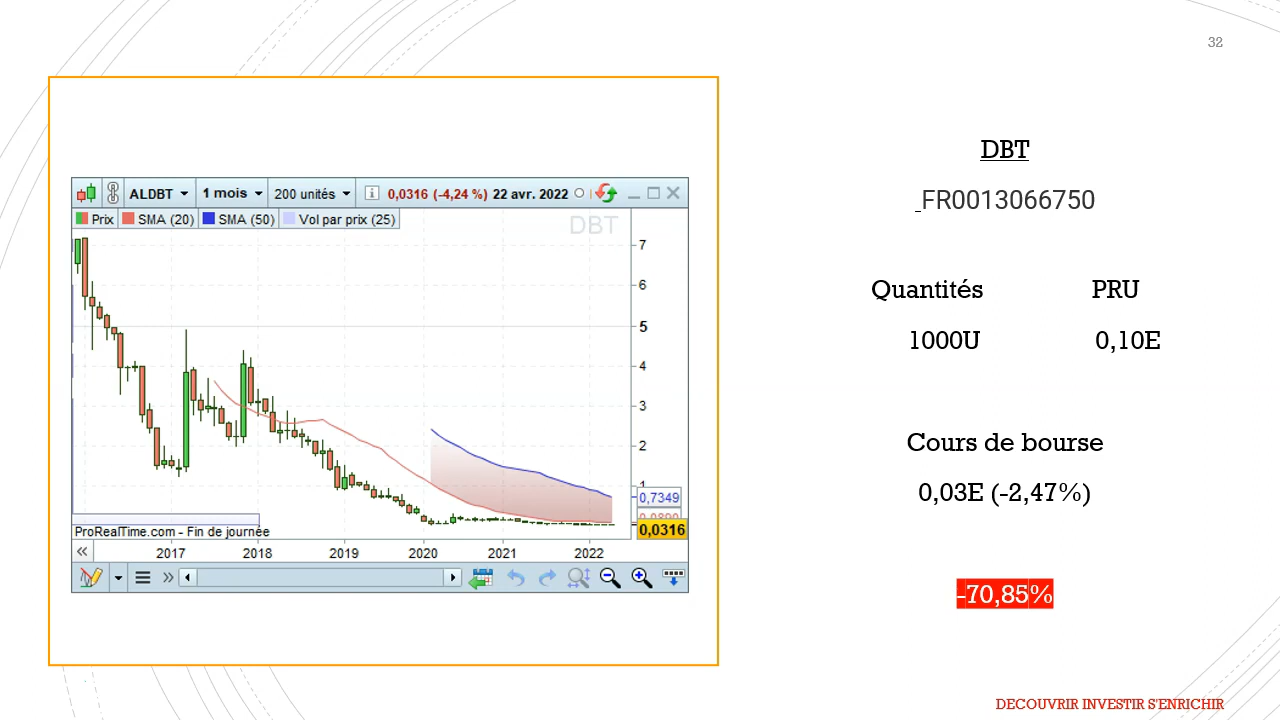 32
ALDBT 1 mois 200 unités 0,0316 (-4,24 %) 22 avr. 2022
Prix SMA (20) SMA (50) Vol par prix (25)
DBT
7
6
5
4
3
2
1
0,7349
0,0316
ProRealTime.com - Fin de journée
2017 2018 2019 2020 2021 2022
DBT
FR0013066750
Quantités PRU
1000U 0,10E
Cours de bourse
0,03E (-2,47%)
-70,85%
DECOUVRIR INVESTIR S'ENRICHIR